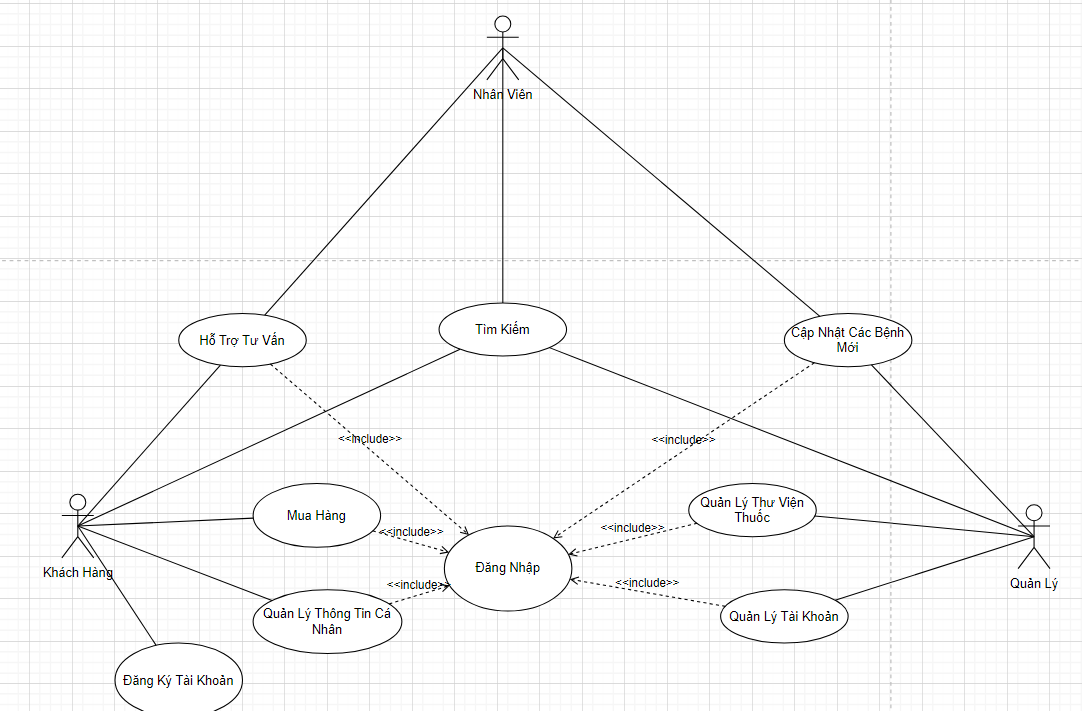 Nhân Viên
Hỗ Trợ Tư Vấn
Tìm Kiếm
Cập Nhật Các Bệnh
Mới
<<include>>
<<include>>
Mua Hàng
<<include>>
Quản Lý Thư Viện
Thuốc
<<include>>
Đăng Nhập
Khách Hàng
Quản Lý
<<include>>
<<include>>
Quản Lý Thông Tin Cá
Nhân
Quản Lý Tài Khoản
Đăng Ký Tài Khoản